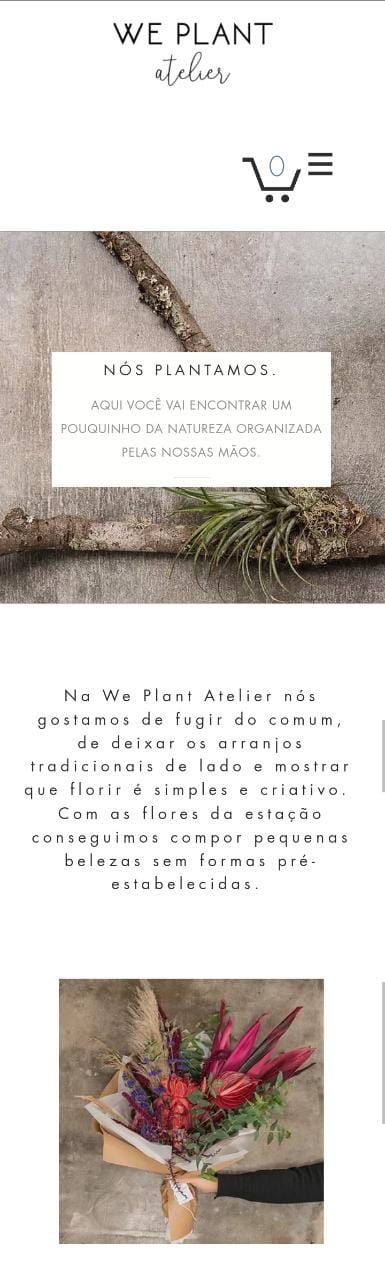 WE PLANT
atelier
0
NÓS PLANTAMOS.
AQUI VOCÊ VAI ENCONTRAR UM
POUQUINHO DA NATUREZA ORGANIZADA
PELAS NOSSAS MÃOS.
Na We Plant Atelier nós
gostamos de fugir do comum,
de deixar os arranjos
tradicionais de lado e mostrar
que florir é simples e criativo.
Com as flores da estação
conseguimos compor pequenas
belezas sem formas pré-
estabelecidas.